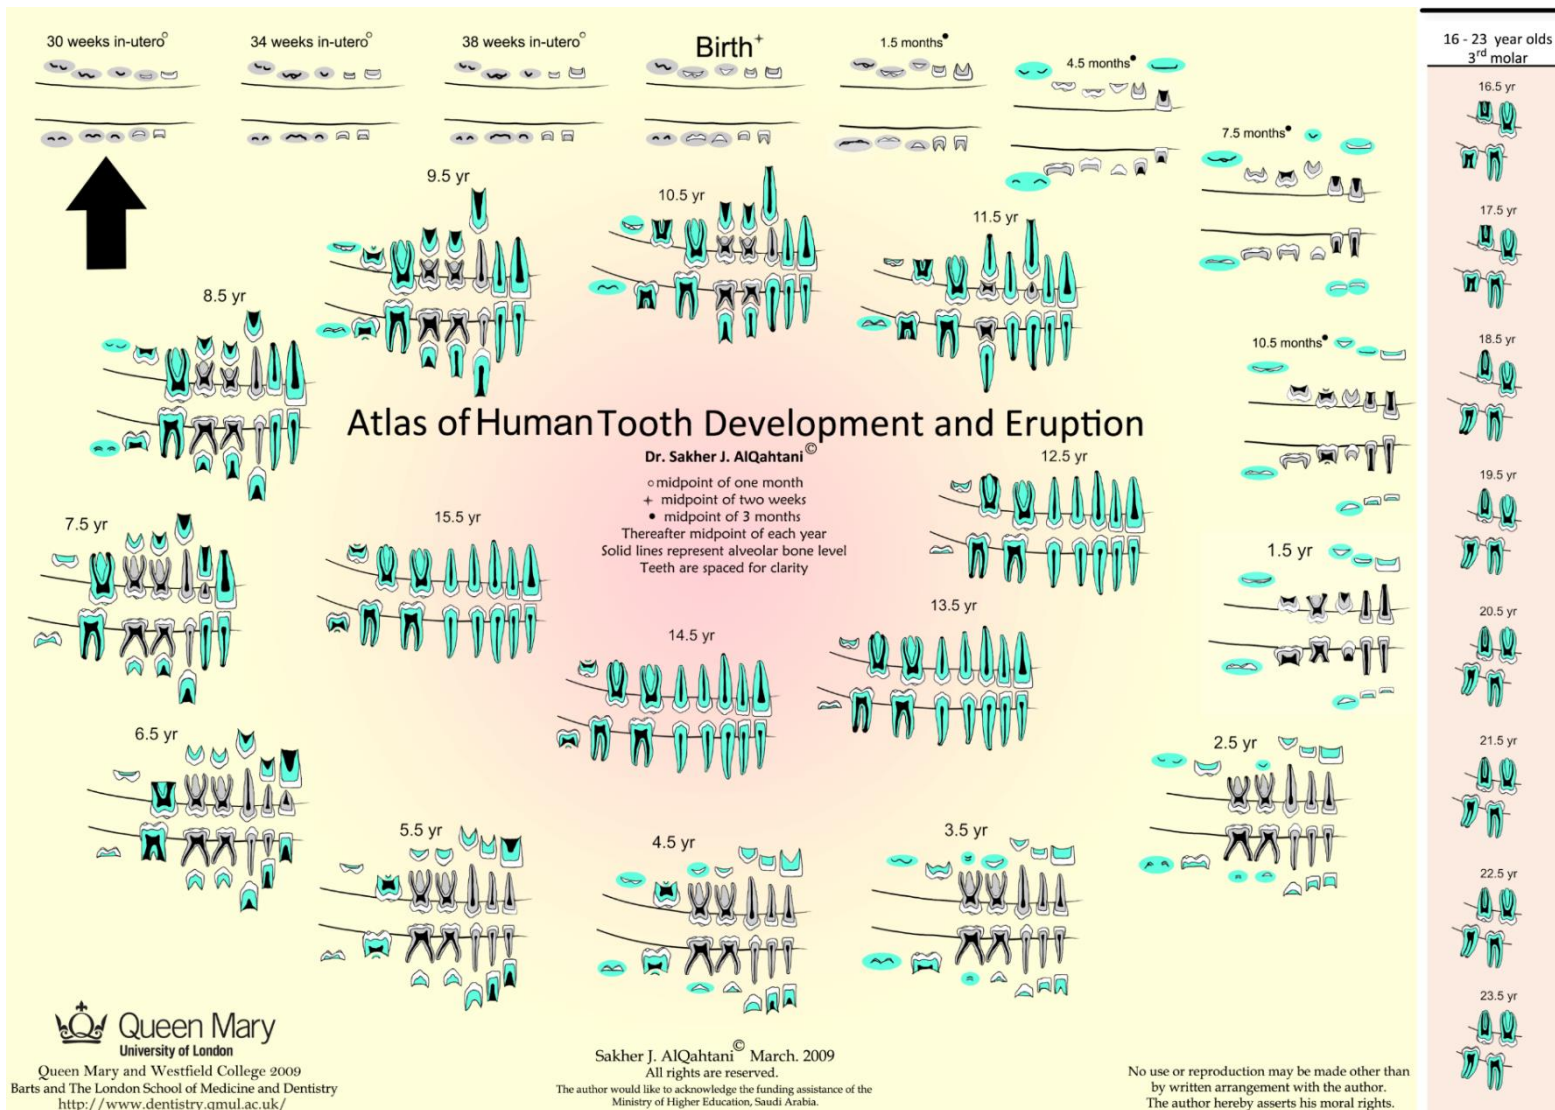 30 weeks in-utero○
34 weeks in-utero○
38 weeks in-utero○
Birth+
1.5 months●
4.5 months●
7.5 months●
10.5 months●
1.5 yr
2.5 yr
3.5 yr
4.5 yr
5.5 yr
6.5 yr
7.5 yr
8.5 yr
9.5 yr
10.5 yr
11.5 yr
Atlas of Human Tooth Development and Eruption
Dr. Sakher J. AlQahtani©
○ midpoint of one month
+ midpoint of two weeks
● midpoint of 3 months
Thereafter midpoint of each year
Solid lines represent alveolar bone level
Teeth are spaced for clarity
12.5 yr
13.5 yr
14.5 yr
15.5 yr
16 - 23 year olds
3rd molar
16.5 yr
17.5 yr
18.5 yr
19.5 yr
20.5 yr
21.5 yr
22.5 yr
23.5 yr
Queen Mary
University of London
Queen Mary and Westfield College 2009
Barts and The London School of Medicine and Dentistry
http://www.dentistry.qmul.ac.uk/
Sakher J. AlQahtani© March. 2009
All rights are reserved.
The author would like to acknowledge the funding assistance of the
Ministry of Higher Education, Saudi Arabia.
No use or reproduction may be made other than
by written arrangement with the author.
The author hereby asserts his moral rights.